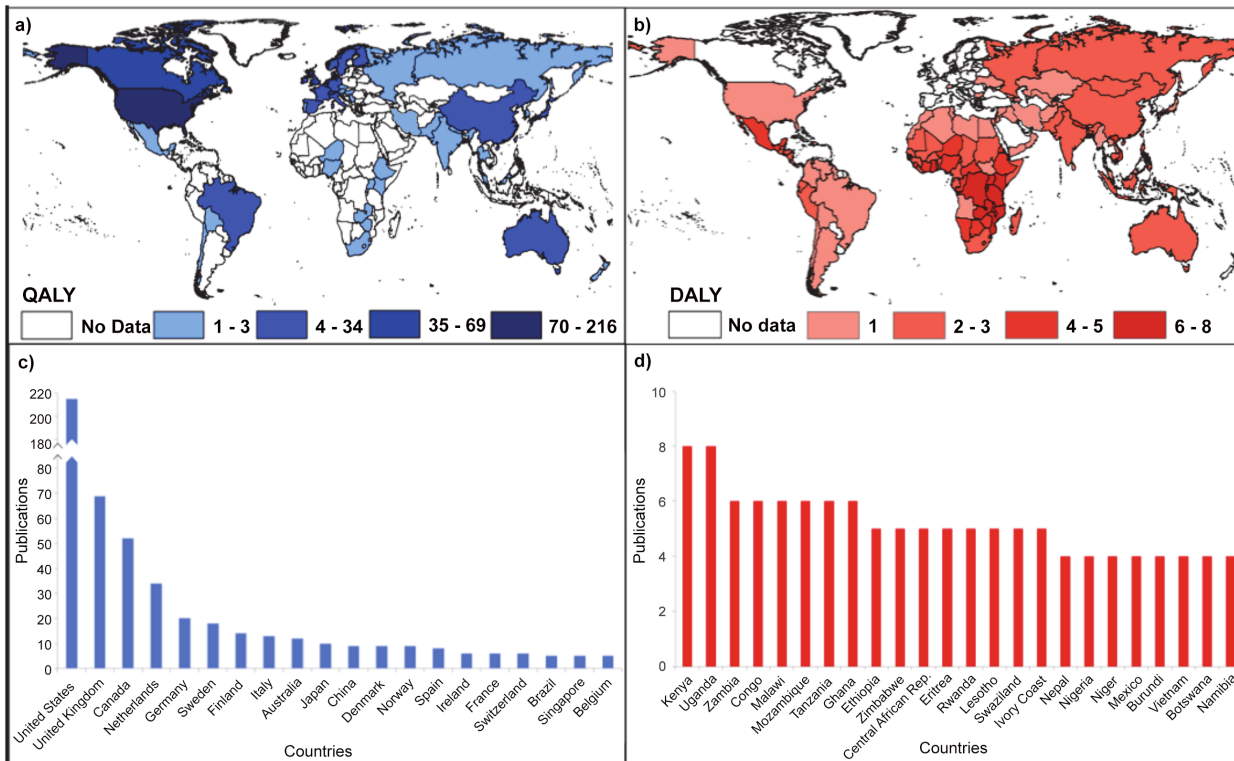 a)
QALY
No Data
1 - 3
4 - 34
35 - 69
70 - 216
b)
DALY
No data
1
2 - 3
4 - 5
6 - 8
c)
220
200
180
80
70
60
50
40
30
20
10
0
Publications
United States
United Kingdom
Canada
Netherlands
Germany
Sweden
Finland
Italy
Australia
Japan
China
Denmark
Norway
Spain
Ireland
France
Switzerland
Brazil
Singapore
Belgium
Countries
d)
10
8
6
4
2
0
Publications
Kenya
Uganda
Zambia
Congo
Malawi
Mozambique
Tanzania
Ghana
Ethiopia
Zimbabwe
Central African Rep.
Eritrea
Rwanda
Lesotho
Swaziland
Ivory Coast
Nepal
Nigeria
Niger
Mexico
Burundi
Vietnam
Botswana
Namibia
Countries